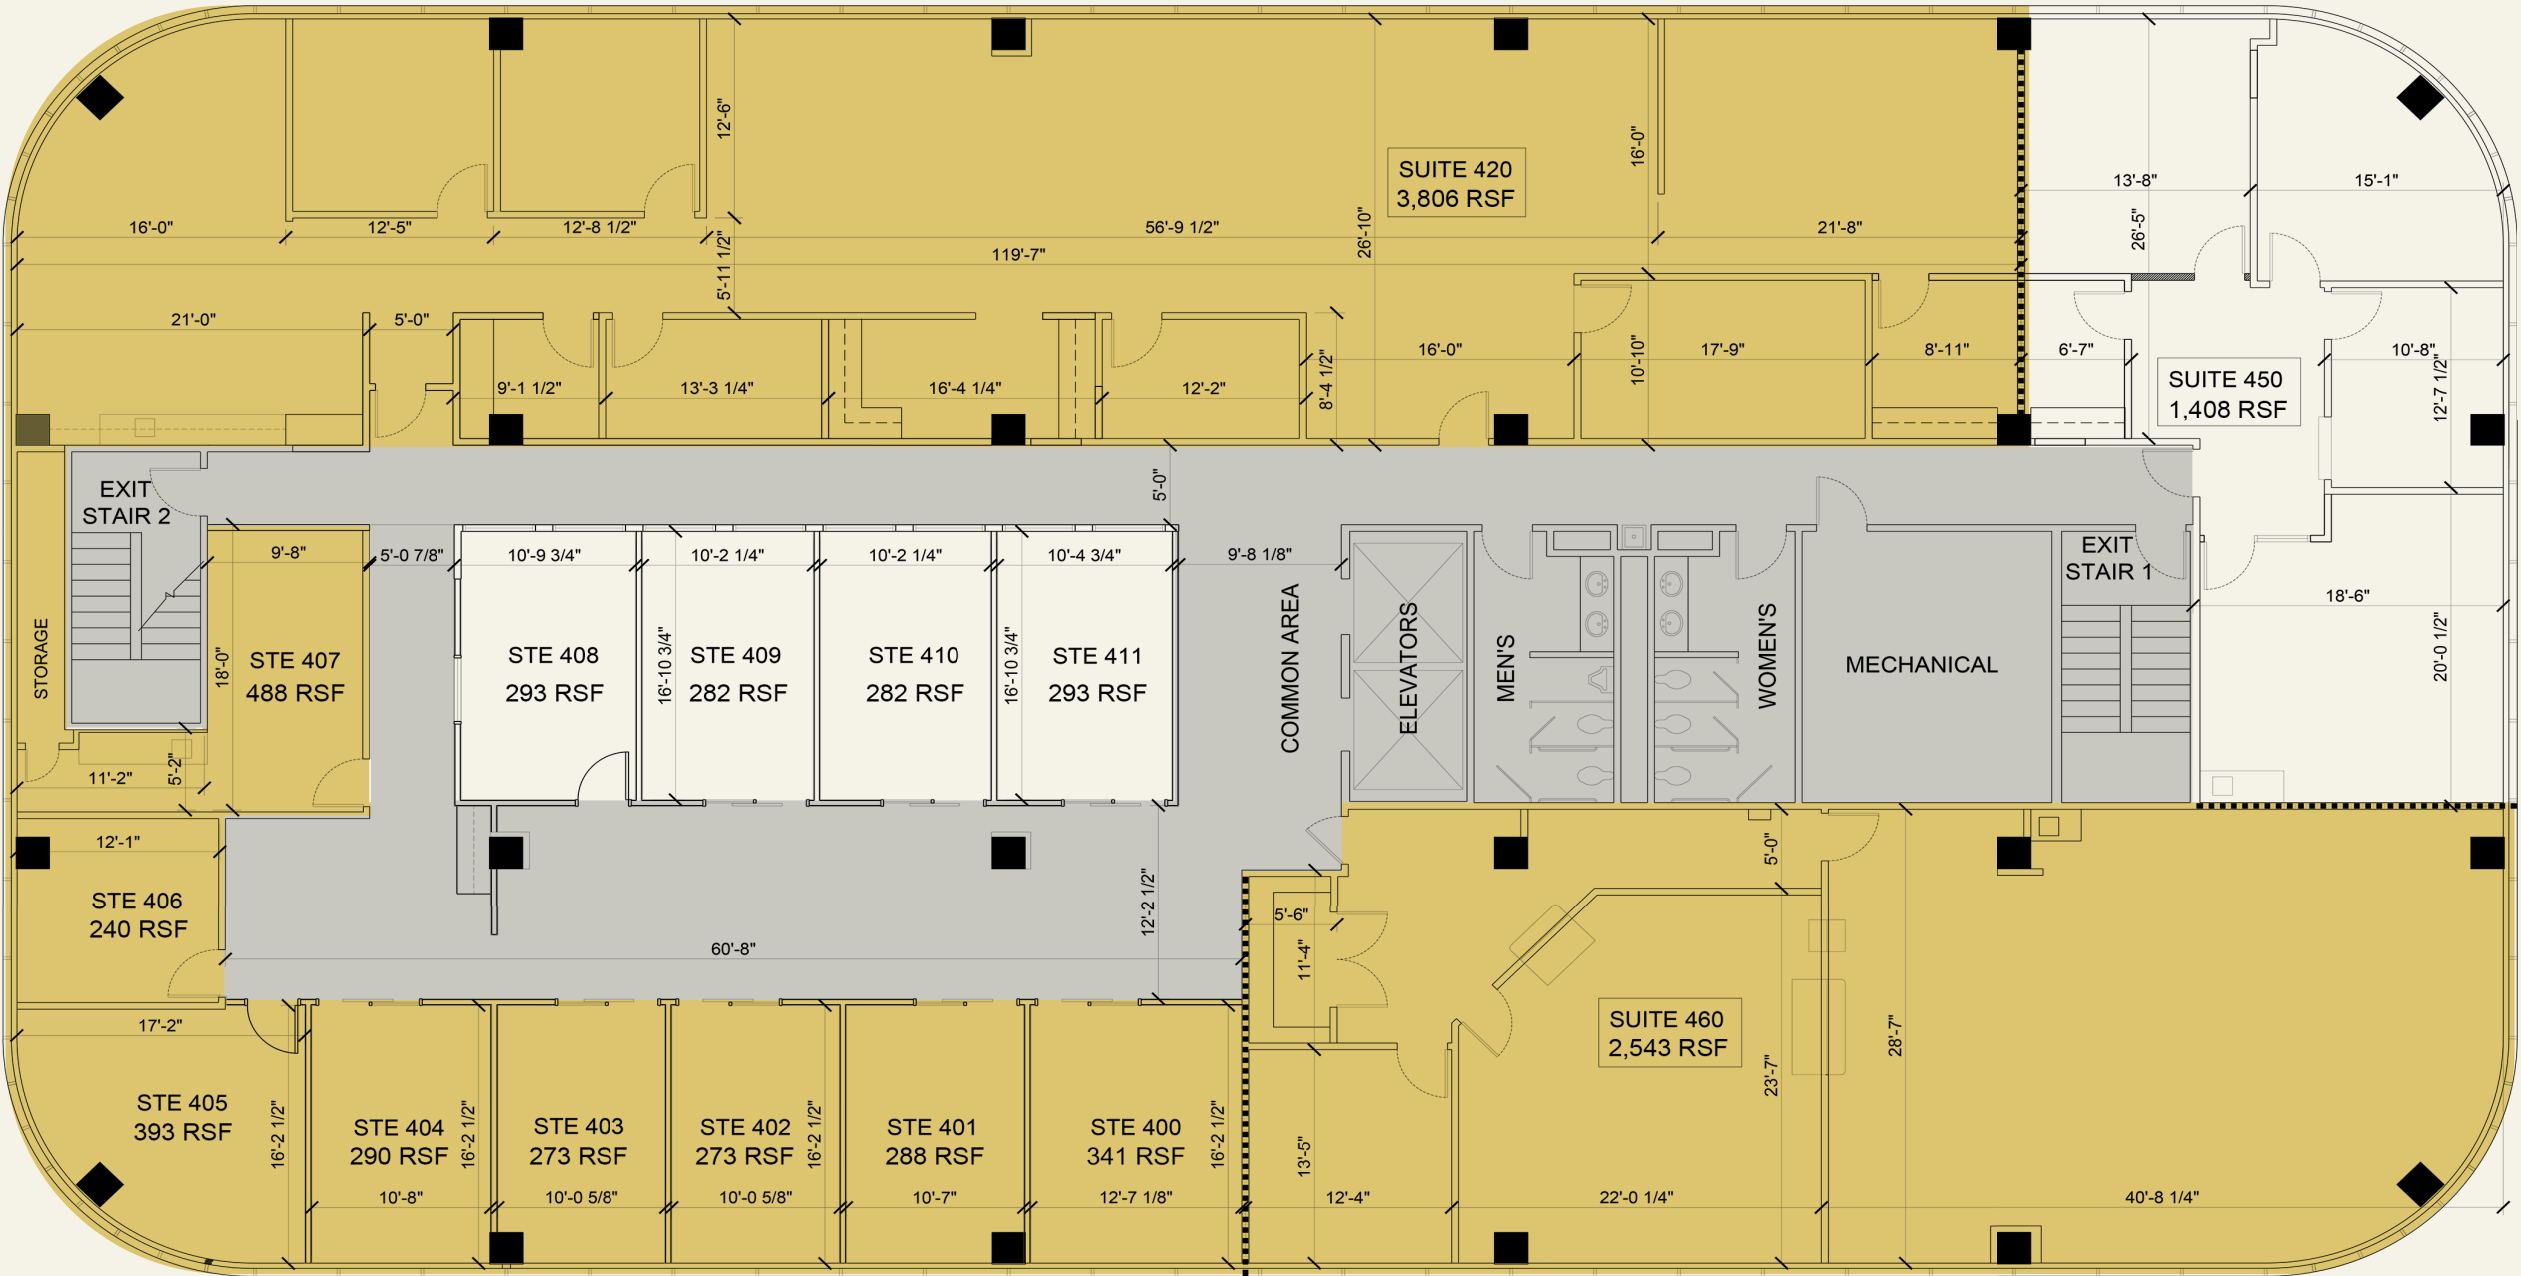 12'-6"
SUITE 420
3,806 RSF
16'-0"
26'-10"
13'-8"
15'-1"
26'-5"
16'-0"
12'-5"
12'-8 1/2"
56'-9 1/2"
21'-8"
119'-7"
5'-11 1/2"
21'-0"
5'-0"
9'-1 1/2"
13'-3 1/4"
16'-4 1/4"
12'-2"
8'-4 1/2"
16'-0"
10'-10"
17'-9"
8'-11"
6'-7"
SUITE 450
1,408 RSF
10'-8"
12'-7 1/2"
EXIT
STAIR 2
5'-0"
9'-8"
5'-0 7/8"
10'-9 3/4"
10'-2 1/4"
10'-2 1/4"
10'-4 3/4"
9'-8 1/8"
EXIT
STAIR 1
18'-6"
STORAGE
18'-0"
STE 407
488 RSF
STE 408
293 RSF
16'-10 3/4"
STE 409
282 RSF
STE 410
282 RSF
16'-10 3/4"
STE 411
293 RSF
COMMON AREA
ELEVATORS
MEN'S
WOMEN'S
MECHANICAL
20'-0 1/2"
11'-2"
5'-2"
12'-1"
STE 406
240 RSF
60'-8"
12'-2 1/2"
5'-6"
11'-4"
5'-0"
17'-2"
SUITE 460
2,543 RSF
23'-7"
28'-7"
STE 405
393 RSF
16'-2 1/2"
STE 404
290 RSF
16'-2 1/2"
STE 403
273 RSF
STE 402
273 RSF
16'-2 1/2"
STE 401
288 RSF
STE 400
341 RSF
16'-2 1/2"
13'-5"
10'-8"
10'-0 5/8"
10'-0 5/8"
10'-7"
12'-7 1/8"
12'-4"
22'-0 1/4"
40'-8 1/4"